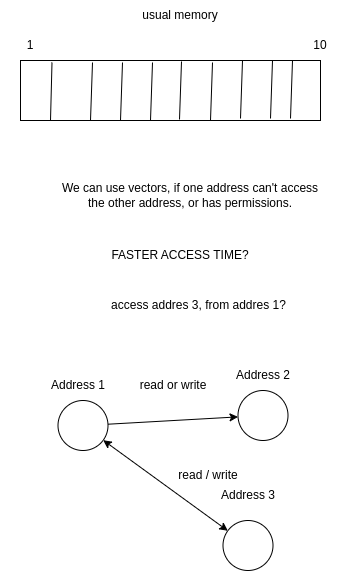 usual memory
1
10
We can use vectors, if one address can't access
the other address, or has permissions.
FASTER ACCESS TIME?
access addres 3, from addres 1?
Address 1
read or write
Address 2
read / write
Address 3